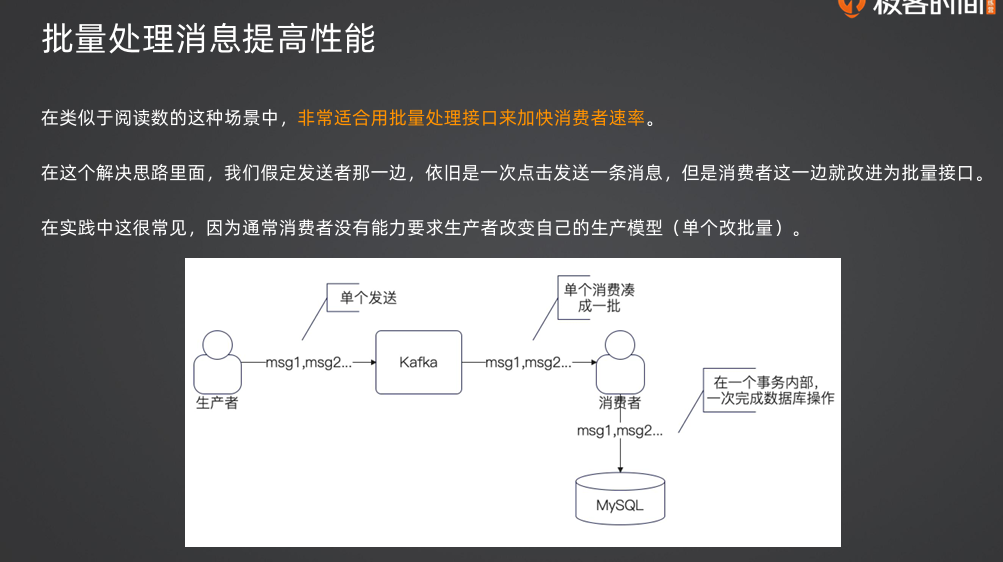 极客时间
批量处理消息提高性能
在类似于阅读数的这种场景中，非常适合用批量处理接口来加快消费者速率。
在这个解决思路里面，我们假定发送者那一边，依旧是一次点击发送一条消息，但是消费者这一边就改进为批量接口。
在实践中这很常见，因为通常消费者没有能力要求生产者改变自己的生产模型（单个改批量）。
单个发送
单个消费凑
成一批
msg1,msg2...
Kafka
msg1,msg2...
生产者
消费者
在一个事务内部，
一次完成数据库操作
msg1,msg2...
MySQL